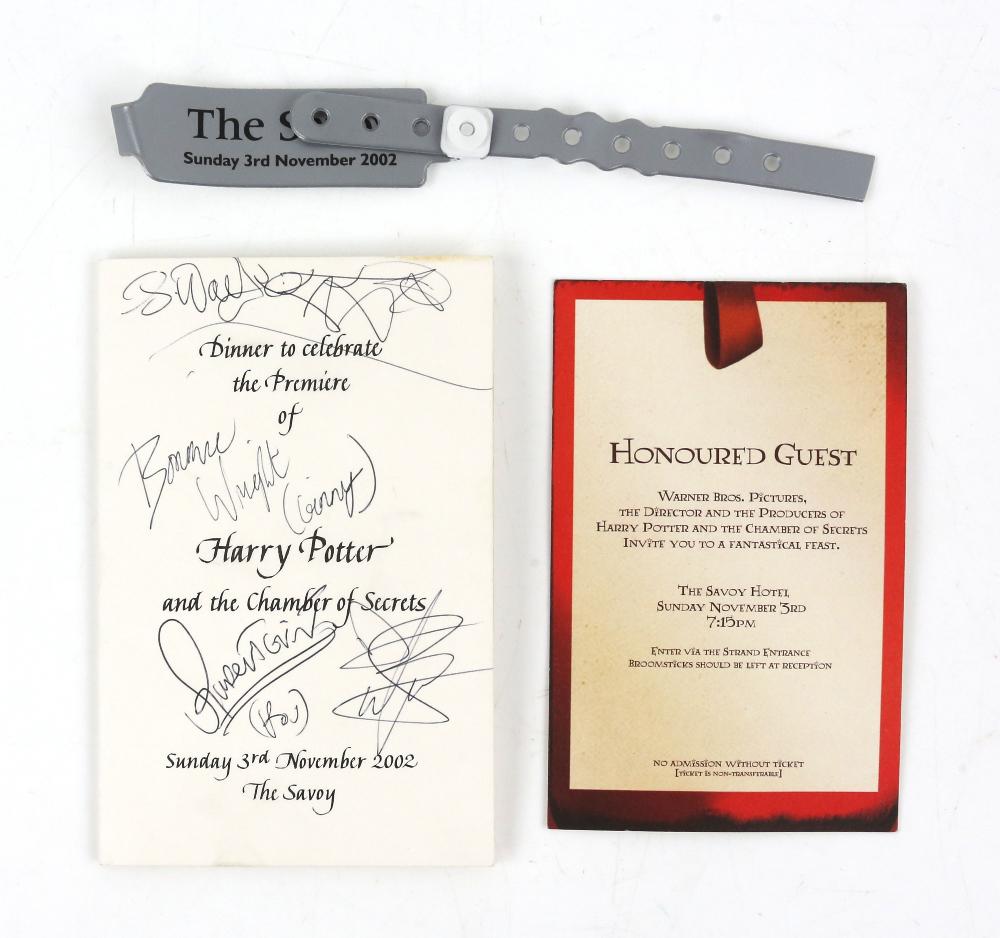 The S
Sunday 3rd November 2002
Dinner to celebrate
the Premiere
of
Bonnie
Wright
(Ginny)
Harry Potter
and the Chamber of Secrets
Rupert Grint
(Ron)
Sunday 3rd November 2002
The Savoy
HONOURED GUEST
WARNER BROS. PICTURES,
THE DIRECTOR AND THE PRODUCERS OF
HARRY POTTER AND THE CHAMBER OF SECRETS
INVITE YOU TO A FANTASTICAL FEAST.
THE SAVOY HOTEL
SUNDAY NOVEMBER 3RD
7:15PM
ENTER VIA THE STRAND ENTRANCE
BROOMSTICKS SHOULD BE LEFT AT RECEPTION
NO ADMISSION WITHOUT TICKET
[TICKET IS NON-TRANSFERABLE]